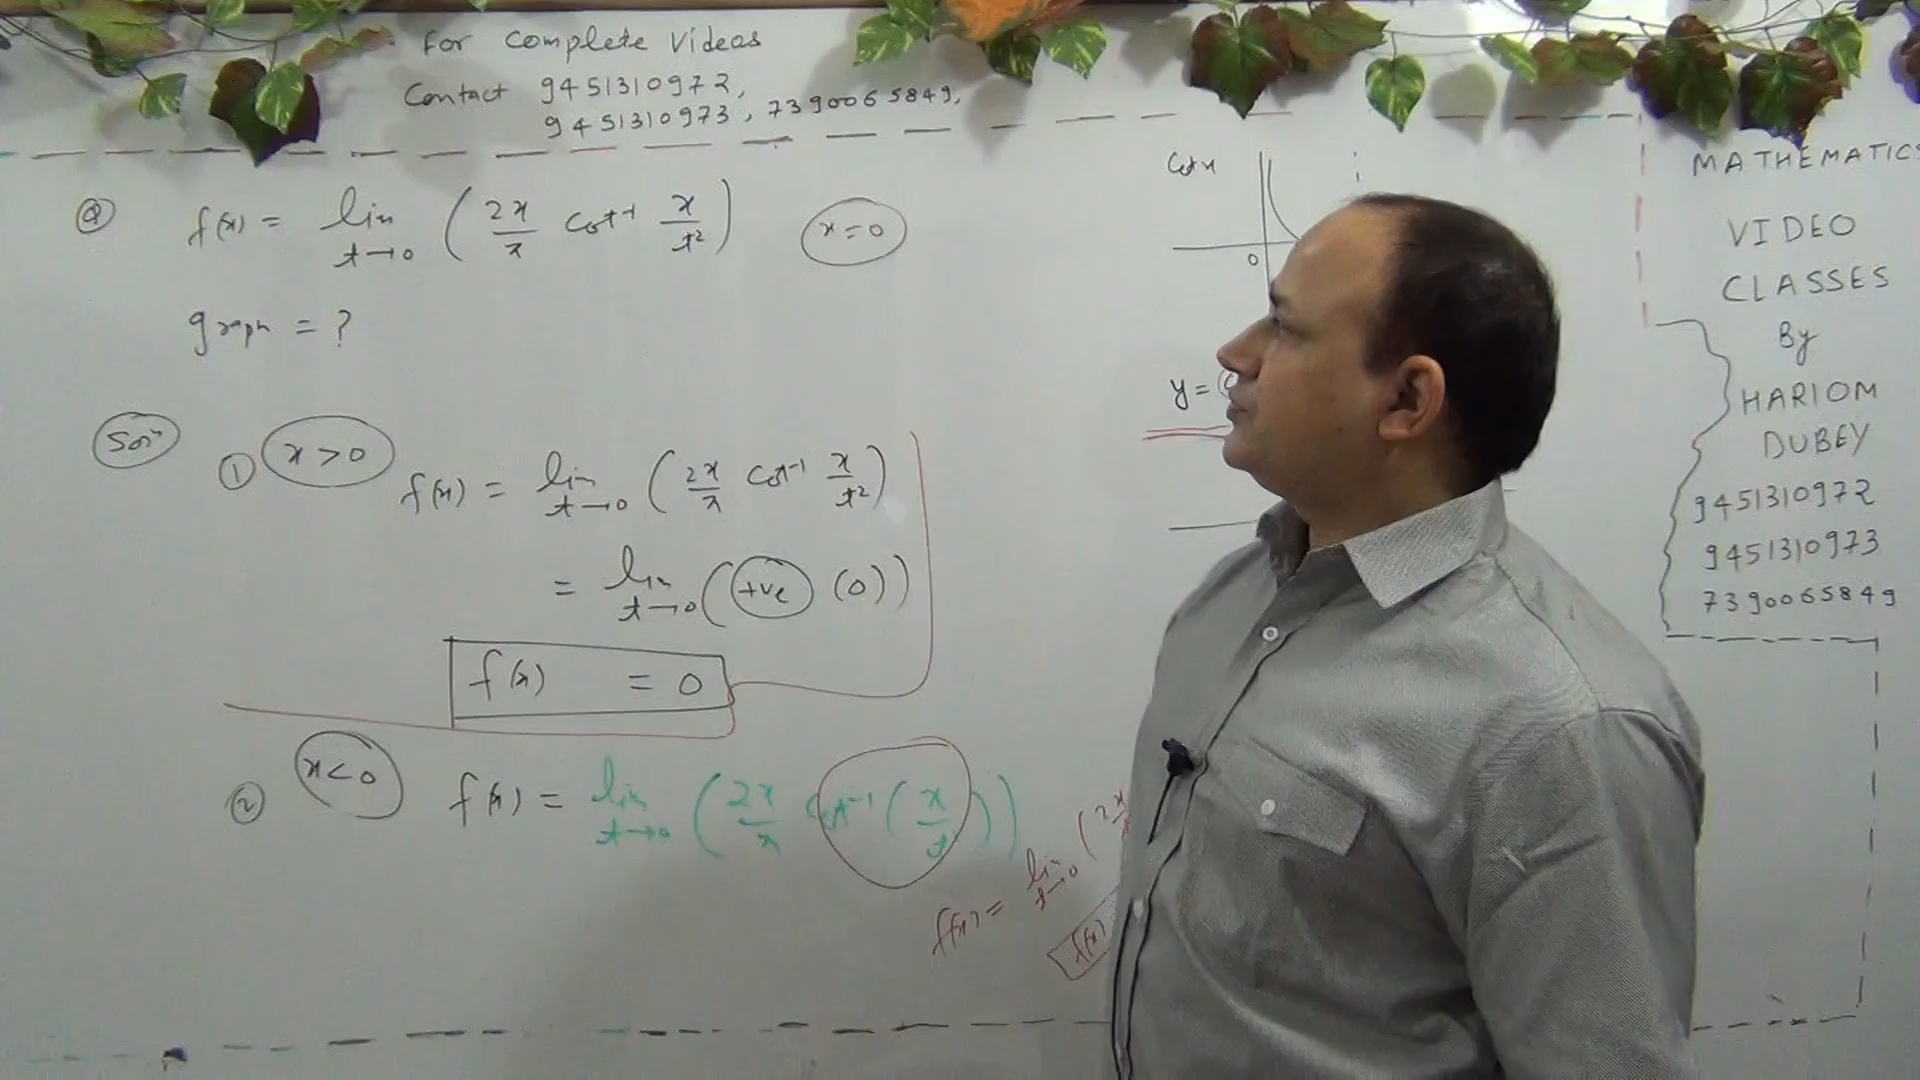 For Complete Videos
Contact 9451310972,
9451310973, 7390065849,
Q f(x) = lim t→0 (2x/π cot⁻¹ x/t²) x=0
graph = ?
Solⁿ
① x>0 f(x) = lim t→0 (2x/π cot⁻¹ x/t²)
= lim t→0 (+ve (0))
f(x) = 0
② x<0 f(x) = lim t→0 (2x/π cot⁻¹ (x/t²))
f(x) = lim t→0 (2x/π
f(x)
Cot x
0
y =
MATHEMATICS
VIDEO
CLASSES
By
HARIOM
DUBEY
9451310972
9451310973
7390065849